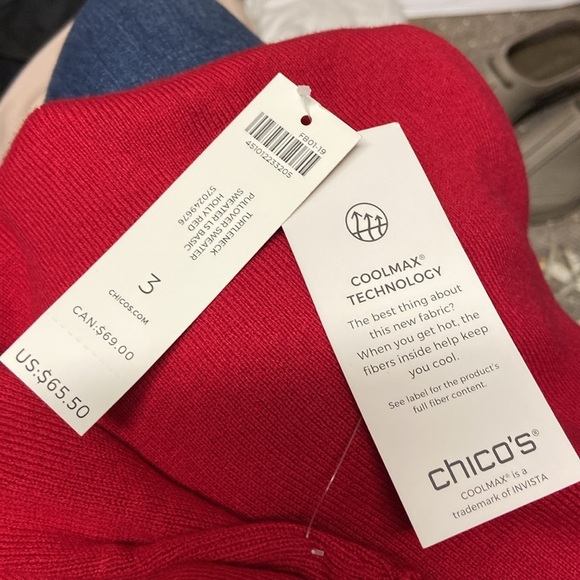 FB01-19
451012233205
TURTLENECK
PULLOVER SWEATER
SWEATER LS BASIC
HOLLY RED
570249676
3
CHICOS.COM
CAN:$69.00
US:$65.50
COOLMAX®
TECHNOLOGY
The best thing about
this new fabric?
When you get hot, the
fibers inside help keep
you cool.
See label for the product's
full fiber content.
chico's®
COOLMAX® is a
trademark of INVISTA